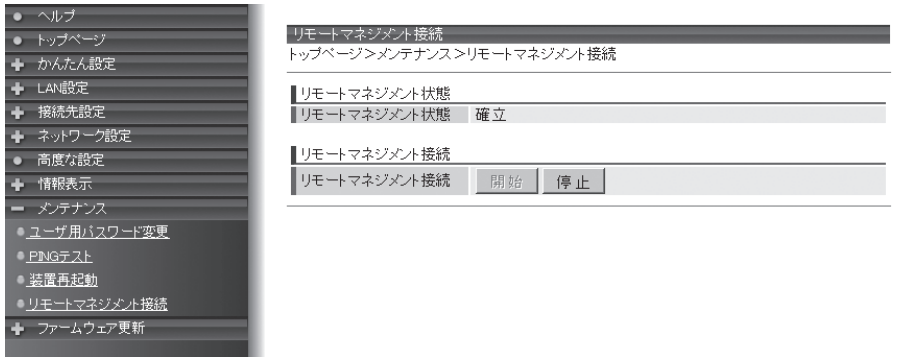 ヘルプ
トップページ
かんたん設定
LAN設定
接続先設定
ネットワーク設定
高度な設定
情報表示
メンテナンス
ユーザ用パスワード変更
PINGテスト
装置再起動
リモートマネジメント接続
ファームウェア更新
リモートマネジメント接続
トップページ＞メンテナンス＞リモートマネジメント接続
リモートマネジメント状態
リモートマネジメント状態 確立
リモートマネジメント接続
リモートマネジメント接続 開始 停止